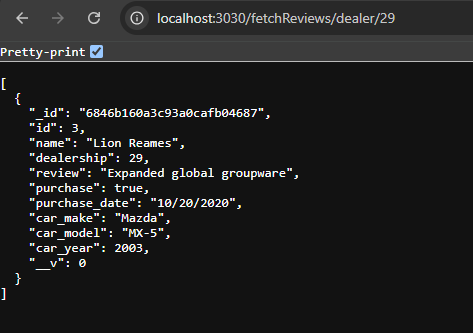 localhost:3030/fetchReviews/dealer/29
Pretty-print
[
  {
    "_id": "6846b160a3c93a0cafb04687",
    "id": 3,
    "name": "Lion Reames",
    "dealership": 29,
    "review": "Expanded global groupware",
    "purchase": true,
    "purchase_date": "10/20/2020",
    "car_make": "Mazda",
    "car_model": "MX-5",
    "car_year": 2003,
    "__v": 0
  }
]